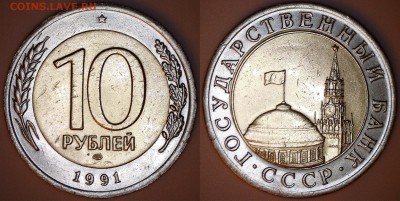 COINS.LAVE.RU
10
РУБЛЕЙ
1991
ГОСУДАРСТВЕННЫЙ БАНК
СССР